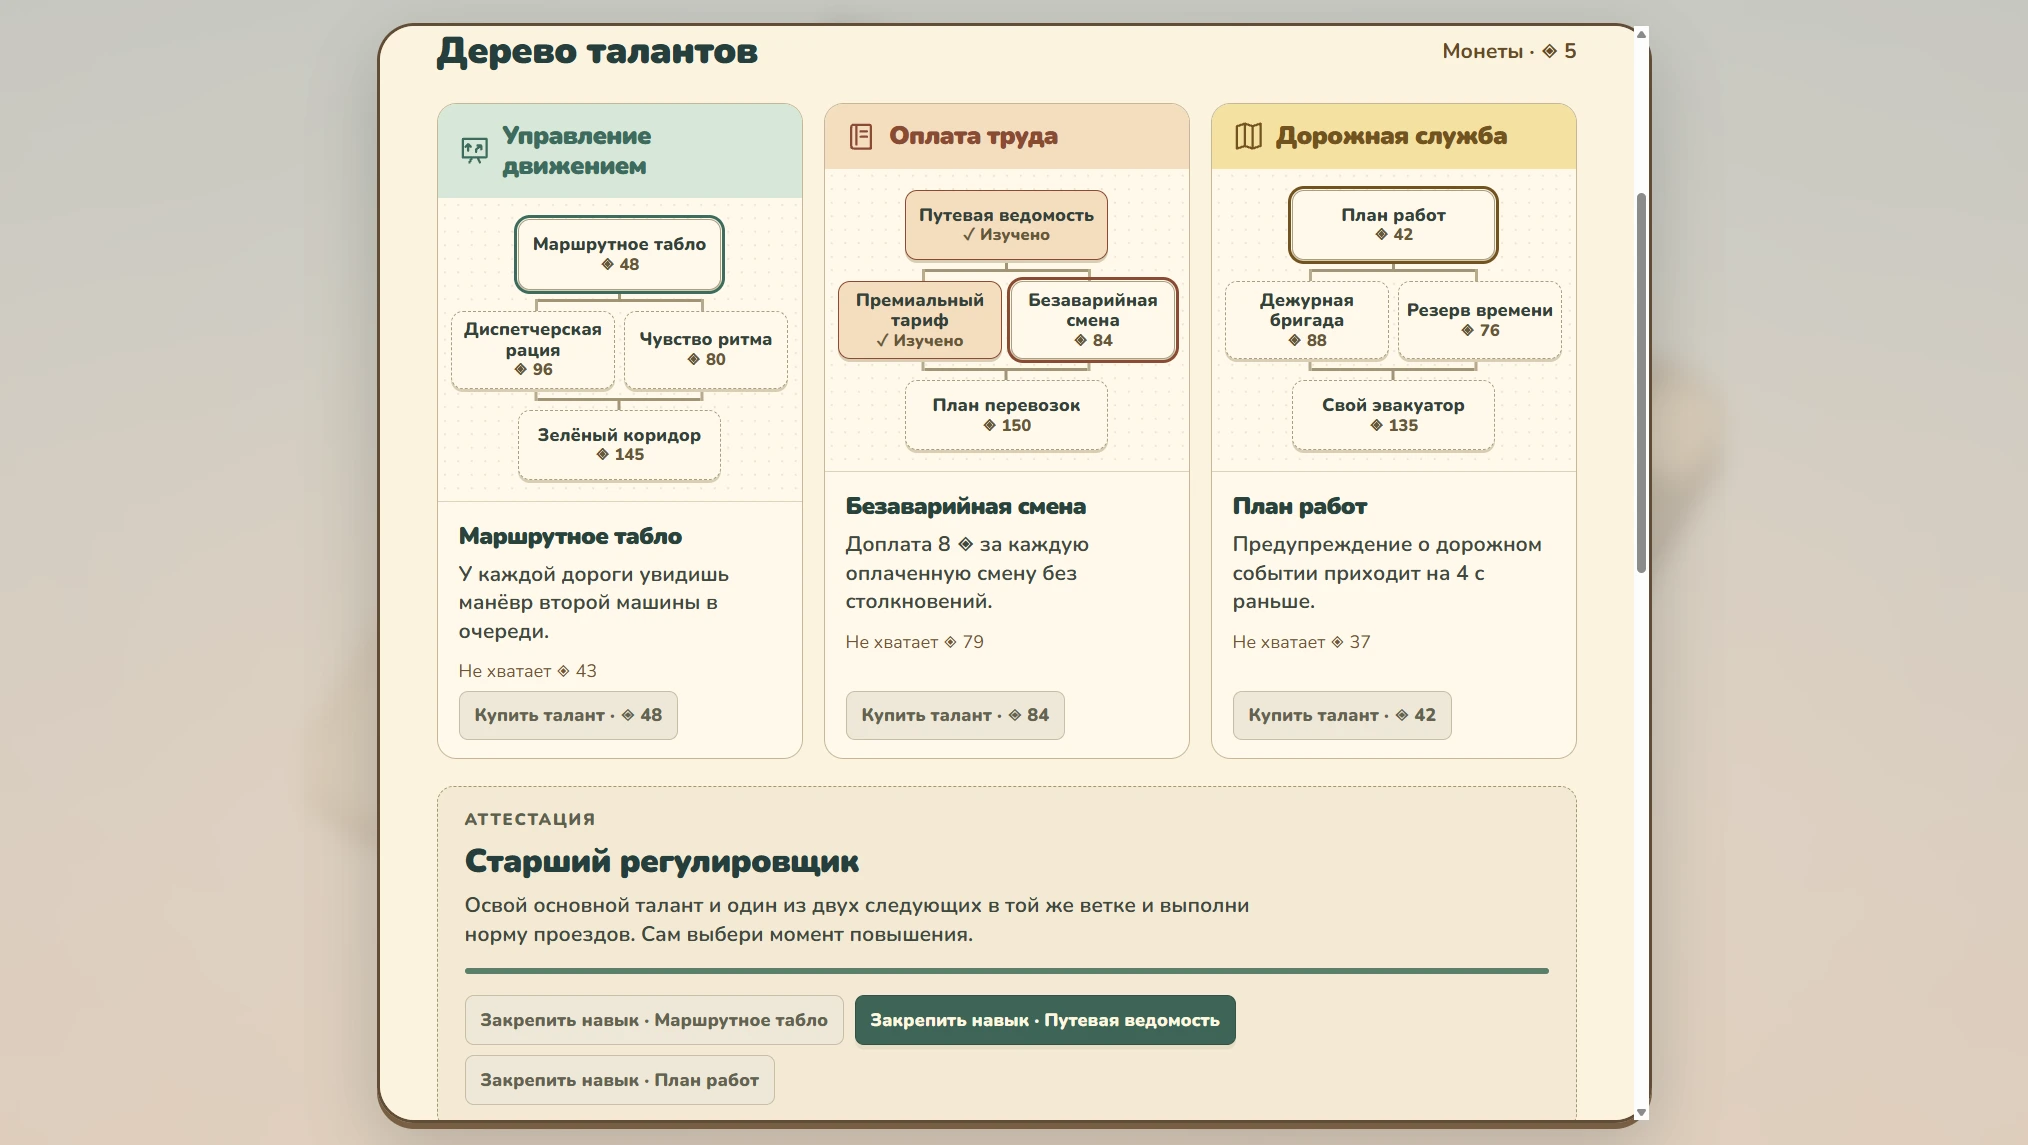 Дерево талантов
Монеты · ◈ 5
Управление
движением
Маршрутное табло
◈ 48
Диспетчерская
рация
◈ 96
Чувство ритма
◈ 80
Зелёный коридор
◈ 145
Маршрутное табло
У каждой дороги увидишь
манёвр второй машины в
очереди.
Не хватает ◈ 43
Купить талант · ◈ 48
Оплата труда
Путевая ведомость
✓ Изучено
Премиальный
тариф
✓ Изучено
Безаварийная
смена
◈ 84
План перевозок
◈ 150
Безаварийная смена
Доплата 8 ◈ за каждую
оплаченную смену без
столкновений.
Не хватает ◈ 79
Купить талант · ◈ 84
Дорожная служба
План работ
◈ 42
Дежурная
бригада
◈ 88
Резерв времени
◈ 76
Свой эвакуатор
◈ 135
План работ
Предупреждение о дорожном
событии приходит на 4 с
раньше.
Не хватает ◈ 37
Купить талант · ◈ 42
АТТЕСТАЦИЯ
Старший регулировщик
Освой основной талант и один из двух следующих в той же ветке и выполни
норму проездов. Сам выбери момент повышения.
Закрепить навык · Маршрутное табло
Закрепить навык · Путевая ведомость
Закрепить навык · План работ